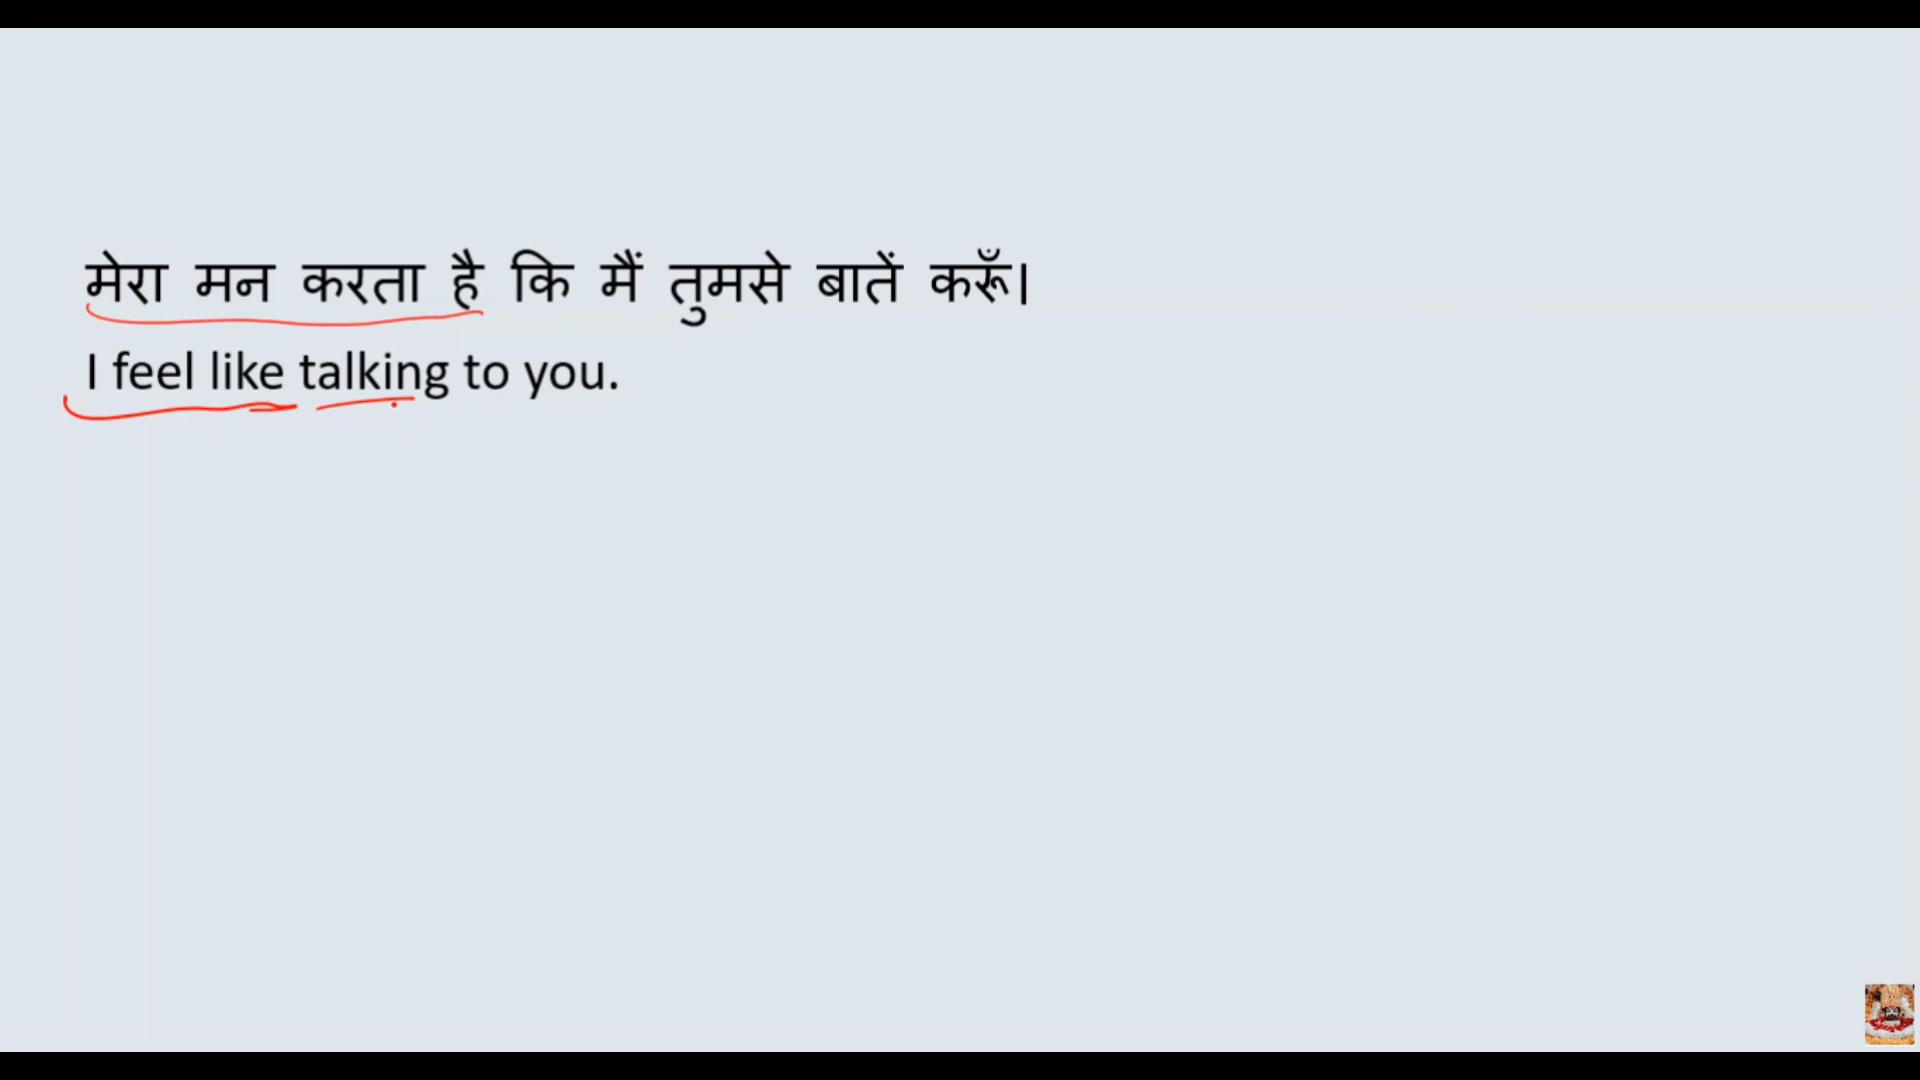 मेरा मन करता है कि मैं तुमसे बातें करूँ।
I feel like talking to you.